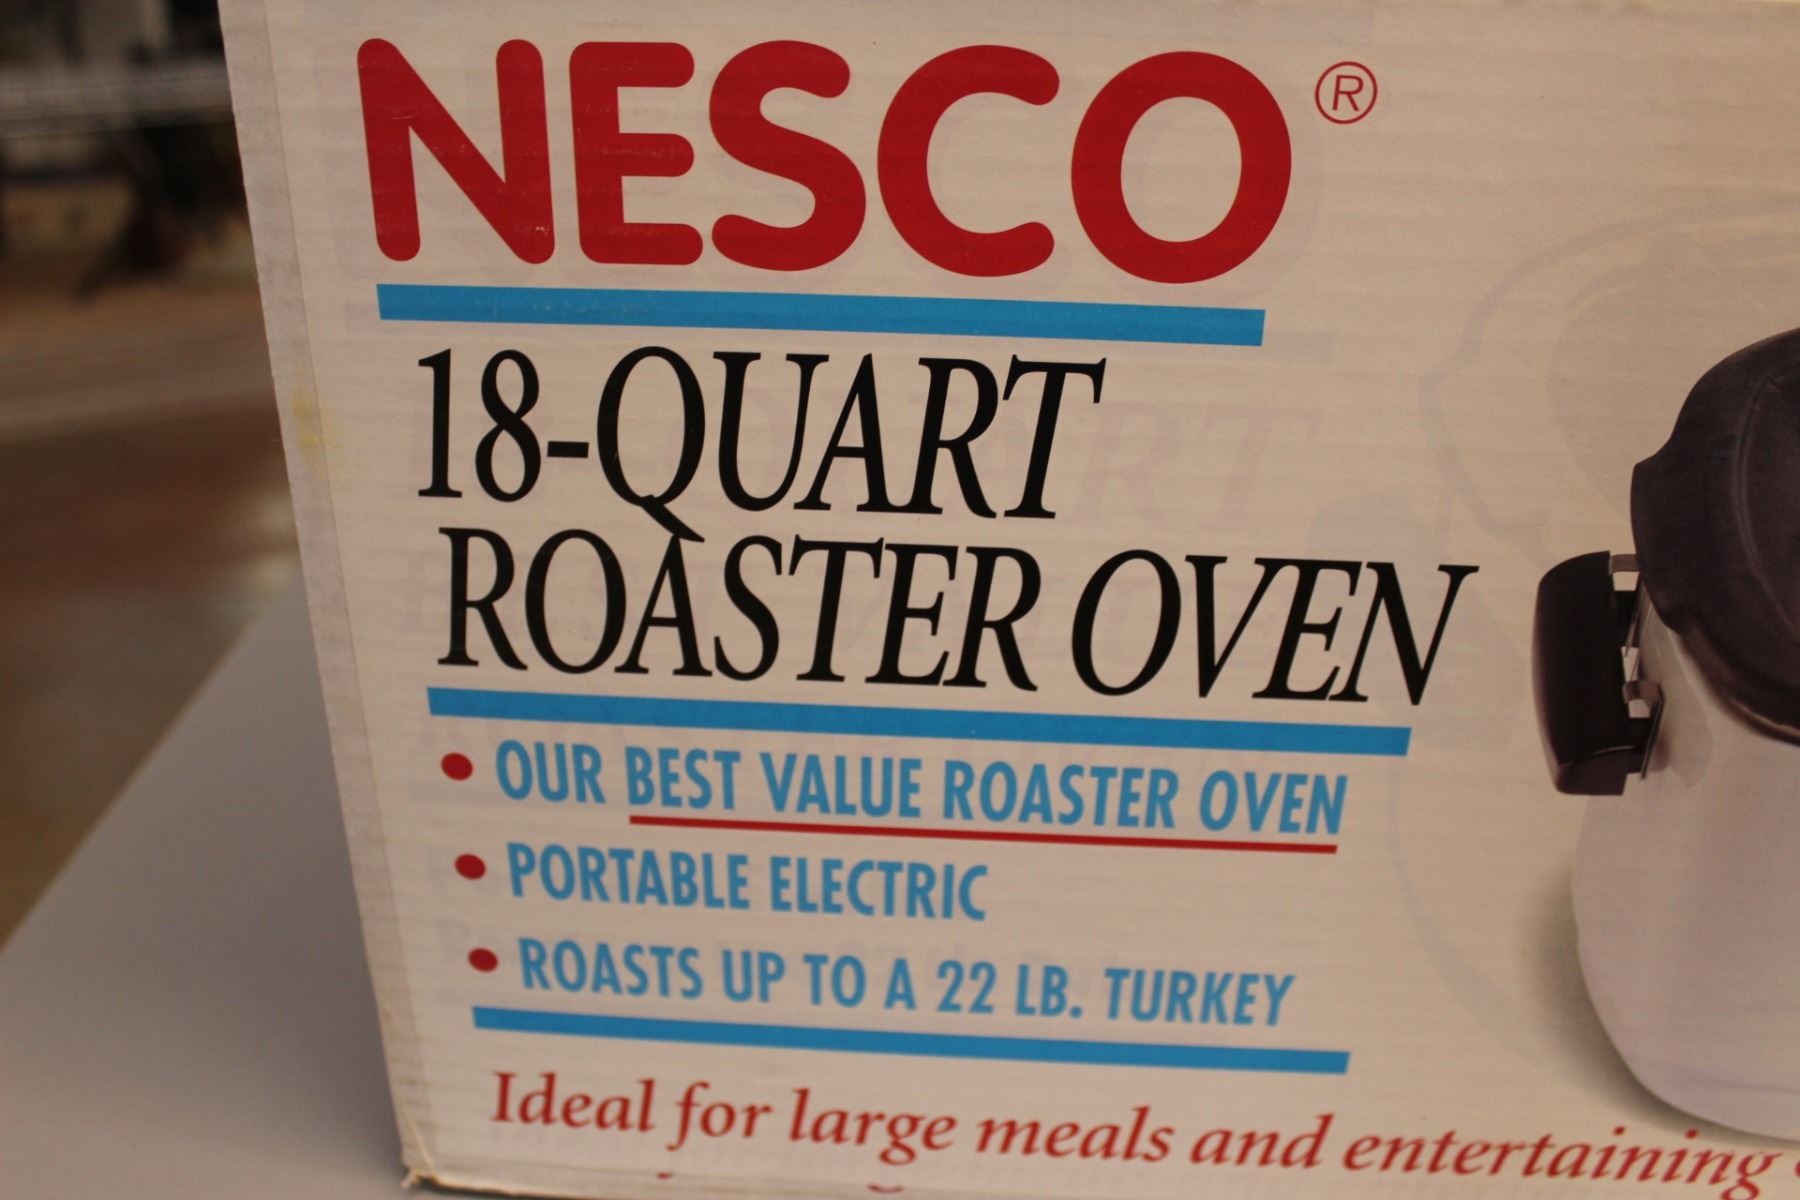 NESCO®
18-QUART
ROASTER OVEN
• OUR BEST VALUE ROASTER OVEN
• PORTABLE ELECTRIC
• ROASTS UP TO A 22 LB. TURKEY
Ideal for large meals and entertaining